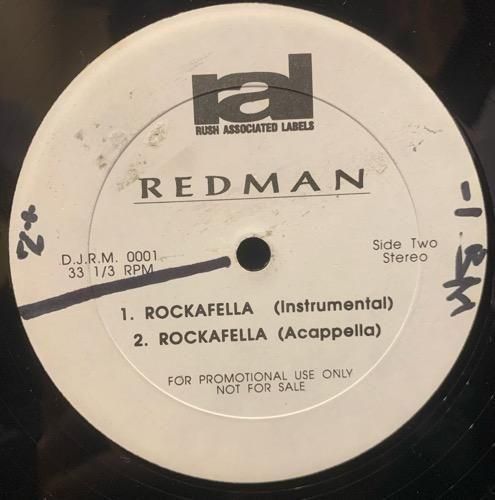 ral
RUSH ASSOCIATED LABELS
REDMAN
D.J.R.M. 0001
33 1/3 RPM
Side Two
Stereo
1. ROCKAFELLA (Instrumental)
2. ROCKAFELLA (Acappella)
FOR PROMOTIONAL USE ONLY
NOT FOR SALE